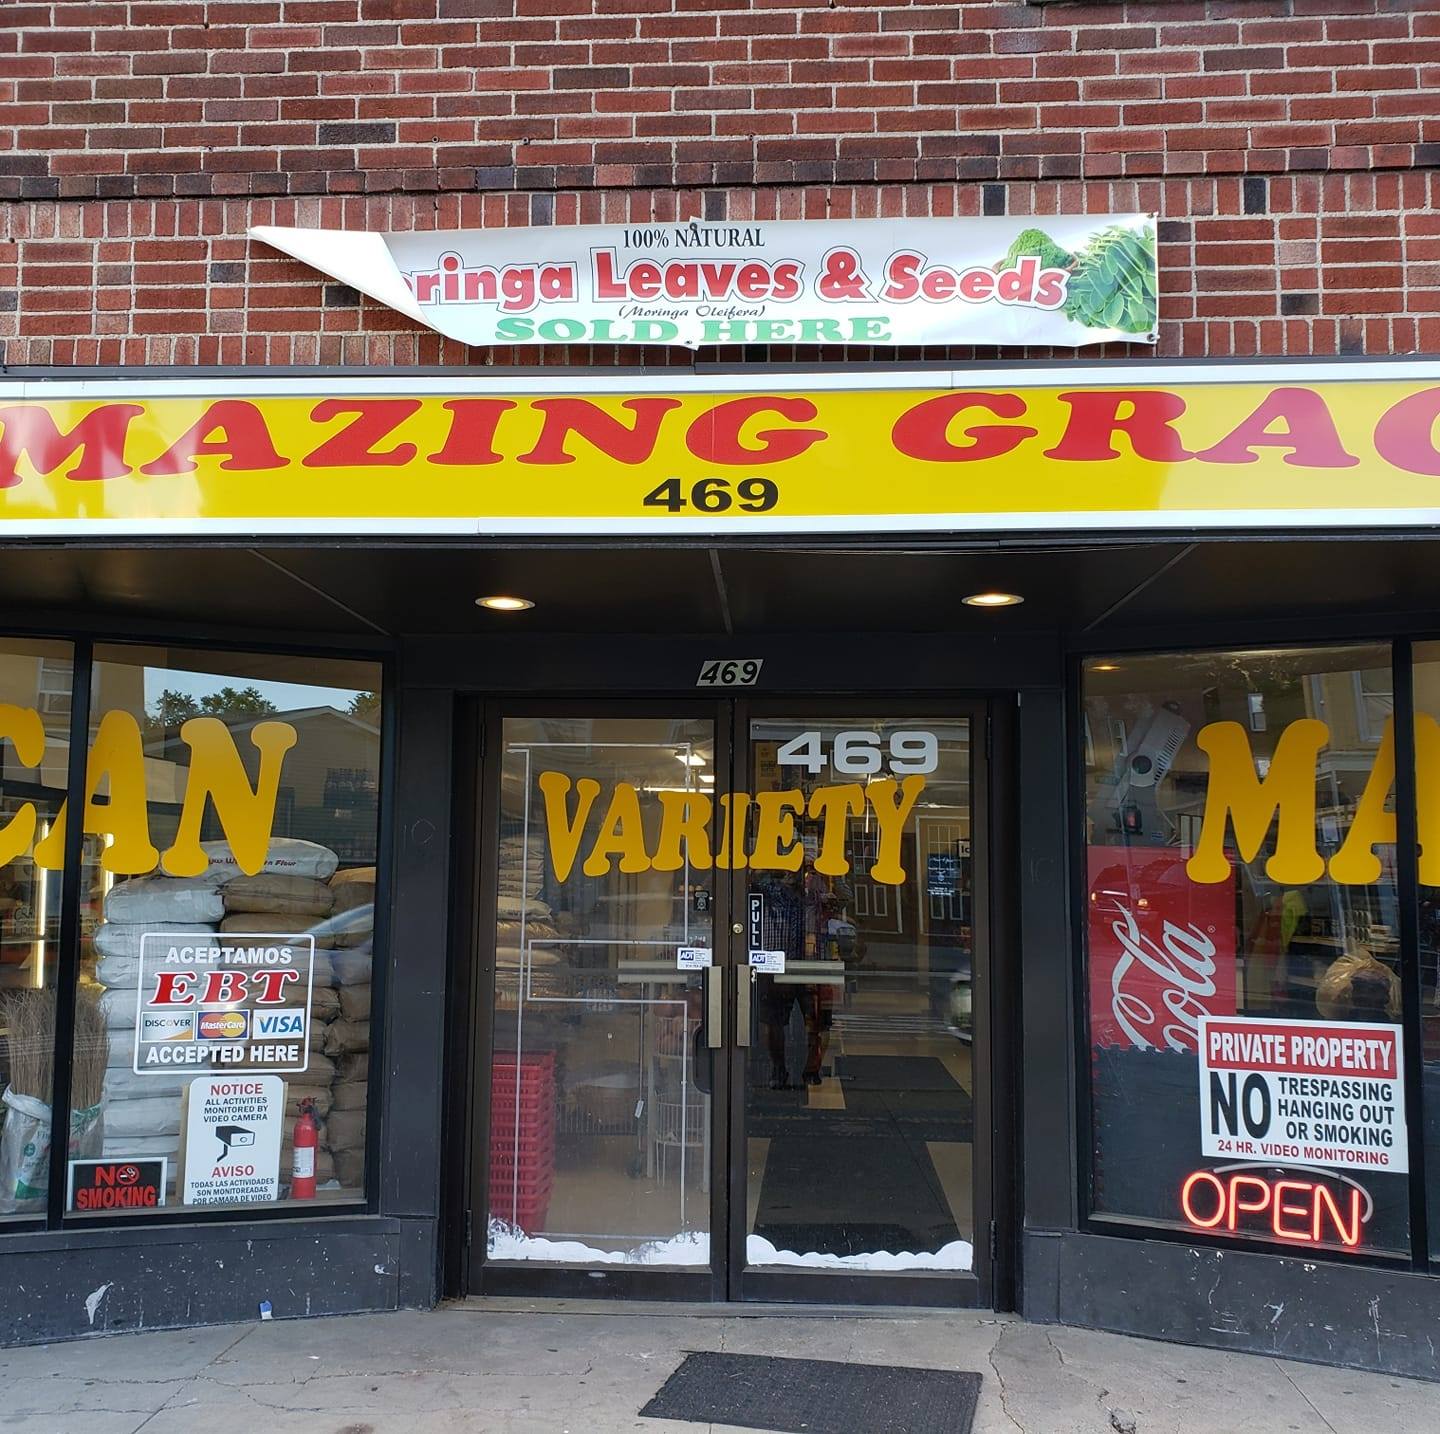 100% NATURAL
ringa Leaves & Seeds
(Moringa Oleifera)
SOLD HERE
MAZING GRAC
469
469
469
CAN
VARIETY
MA
PULL
ADT
ADT
Flour
ACEPTAMOS
EBT
DISCOVER MasterCard VISA
ACCEPTED HERE
NOTICE
ALL ACTIVITIES
MONITORED BY
VIDEO CAMERA
AVISO
TODAS LAS ACTIVIDADES
SON MONITOREADAS
POR CAMARA DE VIDEO
NO
SMOKING
Cola
PRIVATE PROPERTY
NO TRESPASSING
HANGING OUT
OR SMOKING
24 HR. VIDEO MONITORING
OPEN